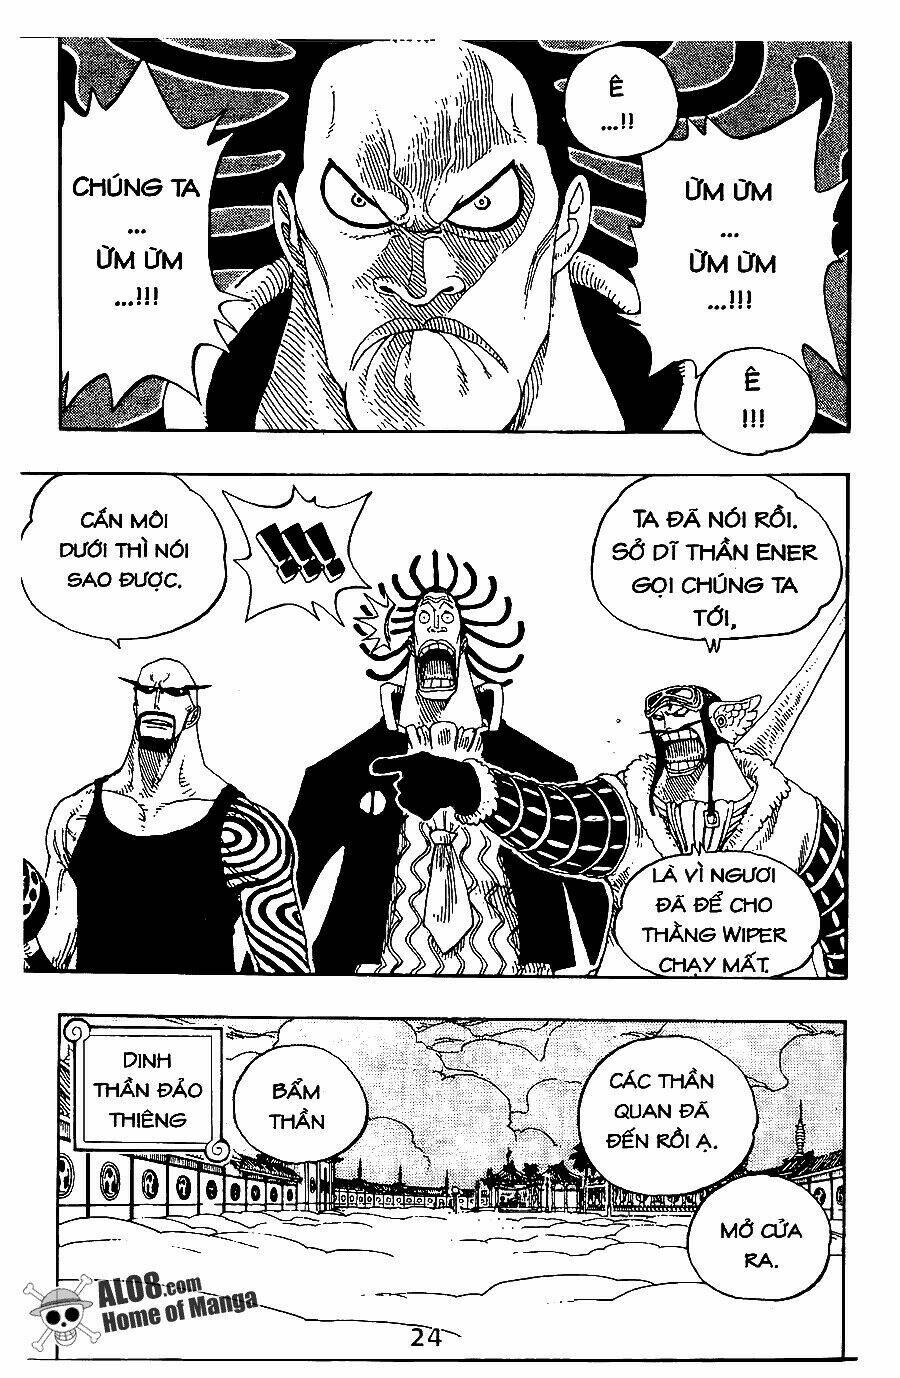 Ê
...!!
ỪM ỪM
...
ỪM ỪM
...!!!
CHÚNG TA
...
ỪM ỪM
...!!!
Ê
!!!
TA ĐÃ NÓI RỒI.
SỞ DĨ THẦN ENER
GỌI CHÚNG TA
TỚI,
!!!
CẮN MÔI
DƯỚI THÌ NÓI
SAO ĐƯỢC.
LÀ VÌ NGƯƠI
ĐÃ ĐỂ CHO
THẰNG WIPER
CHẠY MẤT.
DINH
THẦN ĐẢO
THIÊNG
BẨM
THẦN
CÁC THẦN
QUAN ĐÃ
ĐẾN RỒI Ạ.
MỞ CỬA
RA.
AL08.com
Home of Manga
24